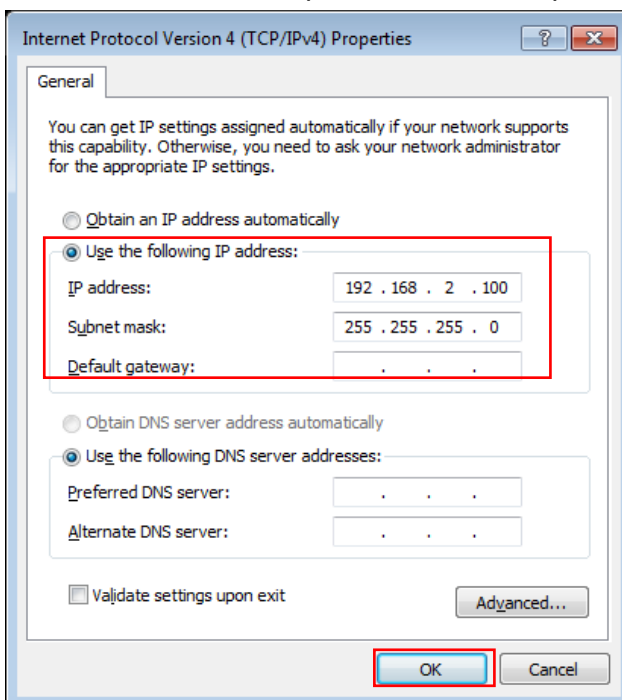 Internet Protocol Version 4 (TCP/IPv4) Properties
General
You can get IP settings assigned automatically if your network supports
this capability. Otherwise, you need to ask your network administrator
for the appropriate IP settings.
Obtain an IP address automatically
Use the following IP address:
IP address: 192 . 168 . 2 . 100
Subnet mask: 255 . 255 . 255 . 0
Default gateway: . . .
Obtain DNS server address automatically
Use the following DNS server addresses:
Preferred DNS server: . . .
Alternate DNS server: . . .
Validate settings upon exit
Advanced...
OK Cancel